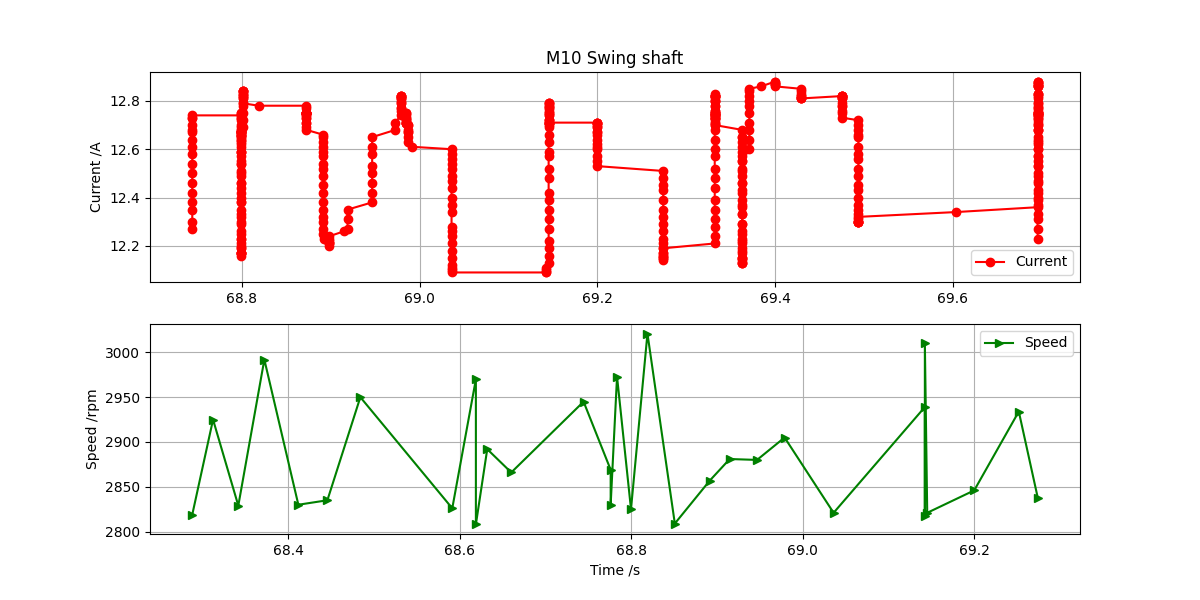 M10 Swing shaft
Current /A
12.8
12.6
12.4
12.2
Current
68.8 69.0 69.2 69.4 69.6
Speed /rpm
3000
2950
2900
2850
2800
Speed
68.4 68.6 68.8 69.0 69.2
Time /s